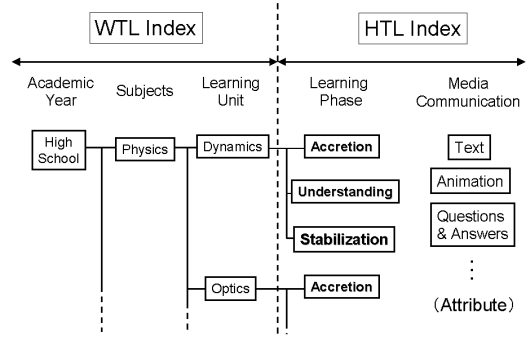 WTL Index
HTL Index
Academic
Year
Subjects
Learning
Unit
Learning
Phase
Media
Communication
High
School
Physics
Dynamics
Accretion
Text
Understanding
Animation
Stabilization
Questions
& Answers
Optics
Accretion
(Attribute)